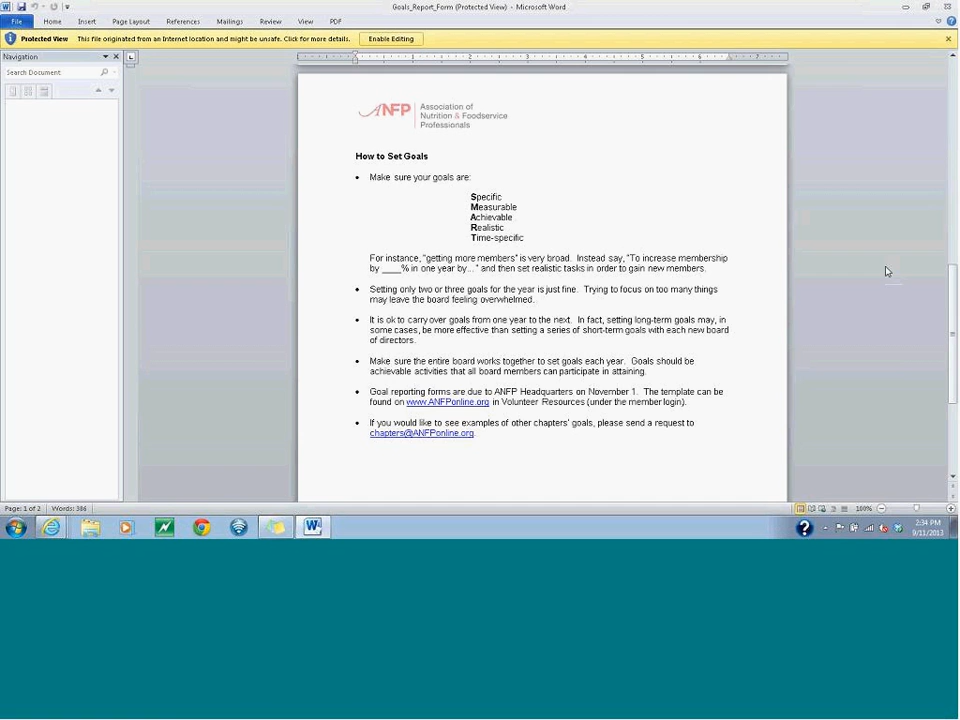 Goals_Report_Form (Protected View) - Microsoft Word
File Home Insert Page Layout References Mailings Review View PDF
Protected View This file originated from an Internet location and might be unsafe. Click for more details. Enable Editing
Navigation
Search Document
1 2 3 4 5 6 7
ANFP
Association of
Nutrition & Foodservice
Professionals
How to Set Goals
• Make sure your goals are:
Specific
Measurable
Achievable
Realistic
Time-specific
For instance, "getting more members" is very broad. Instead say, "To increase membership
by ____% in one year by..." and then set realistic tasks in order to gain new members.
• Setting only two or three goals for the year is just fine. Trying to focus on too many things
may leave the board feeling overwhelmed.
• It is ok to carry over goals from one year to the next. In fact, setting long-term goals may, in
some cases, be more effective than setting a series of short-term goals with each new board
of directors.
• Make sure the entire board works together to set goals each year. Goals should be
achievable activities that all board members can participate in attaining.
• Goal reporting forms are due to ANFP Headquarters on November 1. The template can be
found on www.ANFPonline.org in Volunteer Resources (under the member login).
• If you would like to see examples of other chapters' goals, please send a request to
chapters@ANFPonline.org.
Page: 1 of 2 Words: 386
160%
2:34 PM
9/11/2013